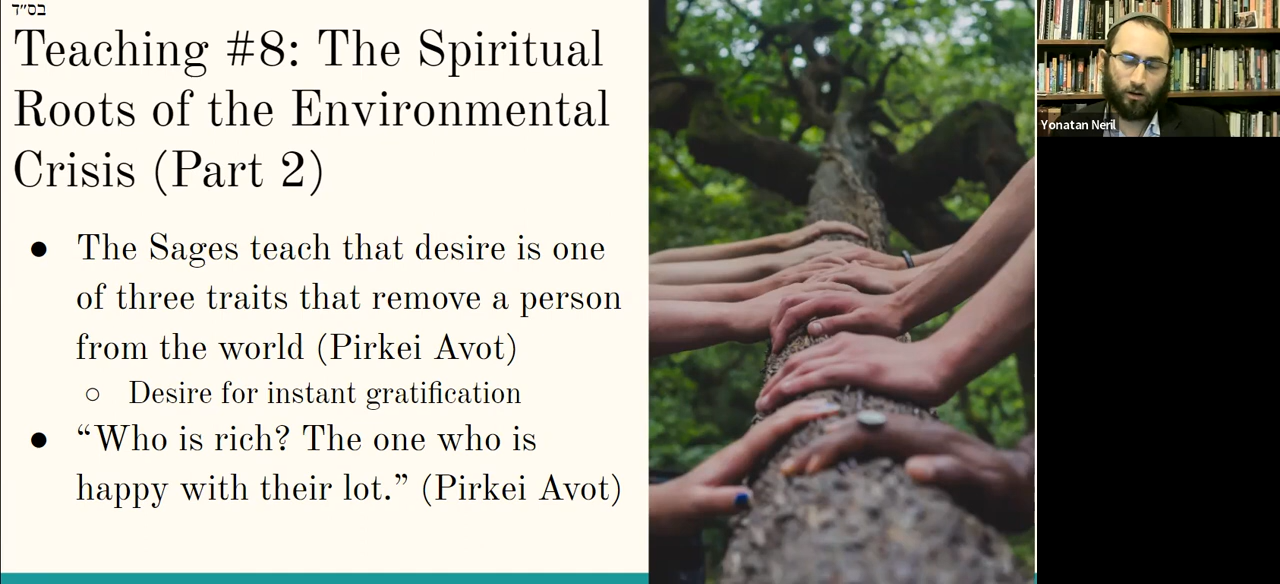 בס״ד
Teaching #8: The Spiritual
Roots of the Environmental
Crisis (Part 2)
● The Sages teach that desire is one
of three traits that remove a person
from the world (Pirkei Avot)
○ Desire for instant gratification
● “Who is rich? The one who is
happy with their lot.” (Pirkei Avot)
Yonatan Neril